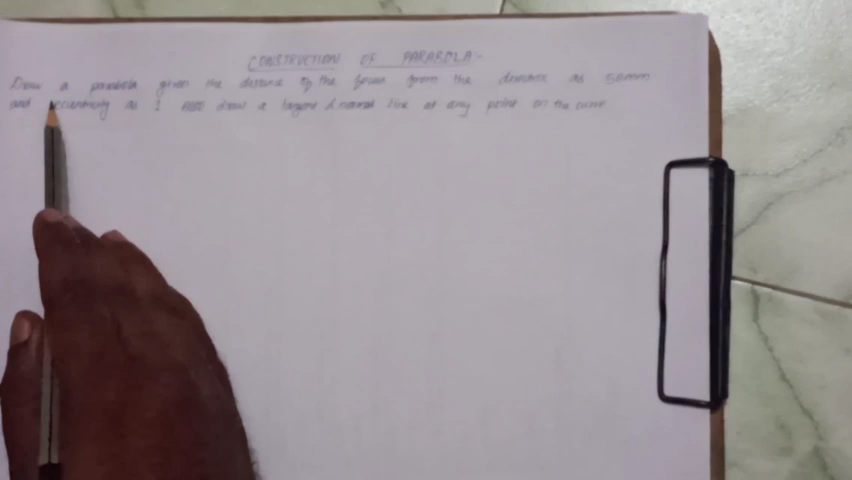 CONSTRUCTION OF PARABOLA-
Draw a parabola given the distance of the focus from the directrix as 50mm
and eccentricity as 1 Also draw a tangent & normal line at any point on the curve